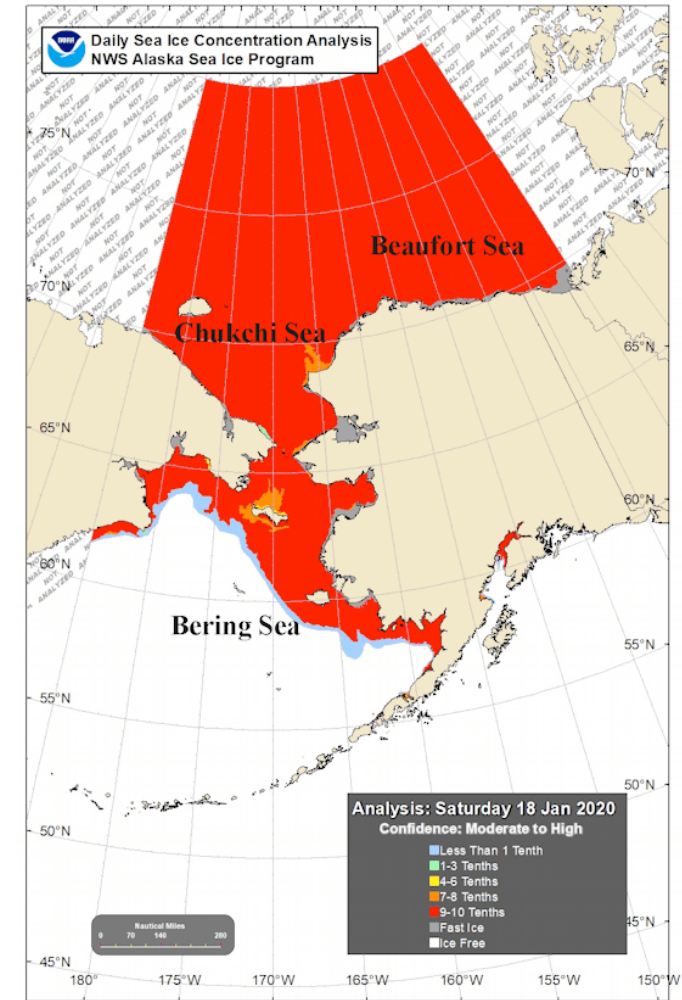 Daily Sea Ice Concentration Analysis
NWS Alaska Sea Ice Program
NOT ANALYZED
75°N
70°N
70°N
Beaufort Sea
Chukchi Sea
65°N
65°N
60°N
60°N
Bering Sea
55°N
55°N
50°N
50°N
45°N
45°N
Analysis: Saturday 18 Jan 2020
Confidence: Moderate to High
Less Than 1 Tenth
1-3 Tenths
4-6 Tenths
7-8 Tenths
9-10 Tenths
Fast Ice
Ice Free
Nautical Miles
0 70 140 280
180° 175°W 170°W 165°W 160°W 155°W 150°W